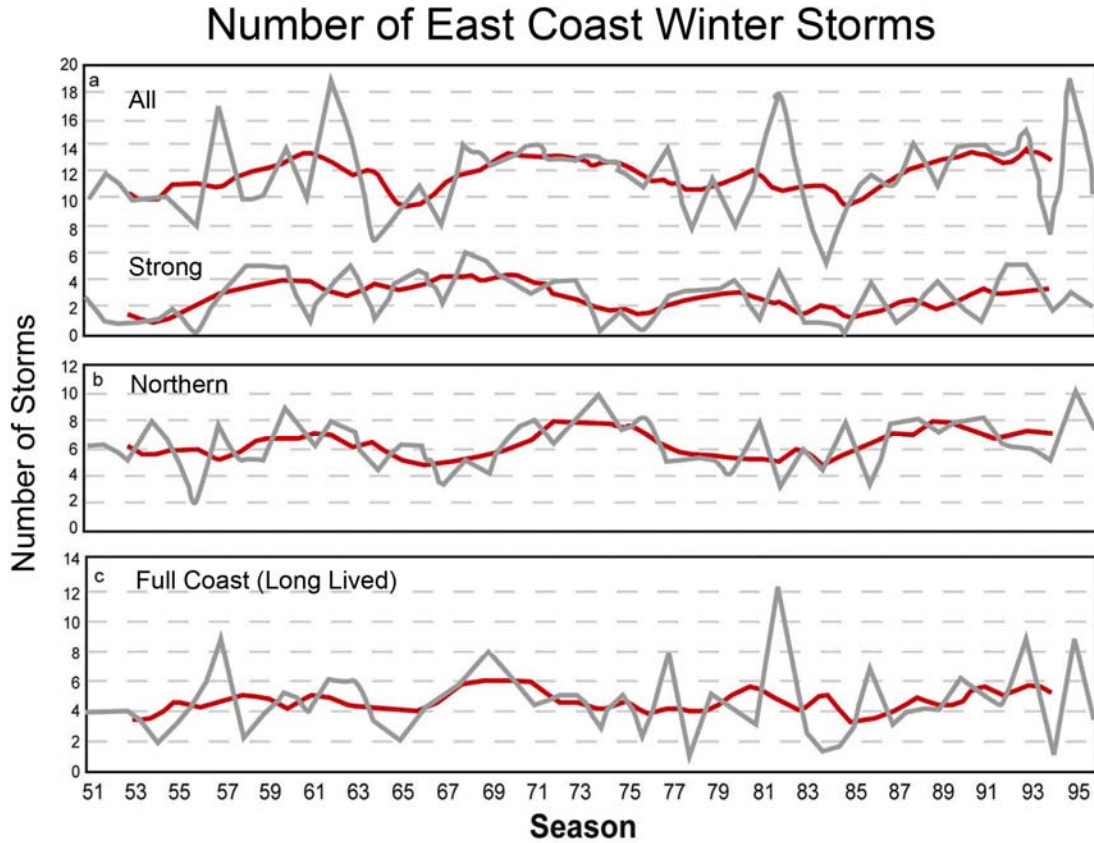 Number of East Coast Winter Storms
Number of Storms
a
All
Strong
20
18
16
14
12
10
8
6
4
2
0
b
Northern
12
10
8
6
4
2
0
c
Full Coast (Long Lived)
14
12
10
8
6
4
2
0
51 53 55 57 59 61 63 65 67 69 71 73 75 77 79 81 83 85 87 89 91 93 95
Season